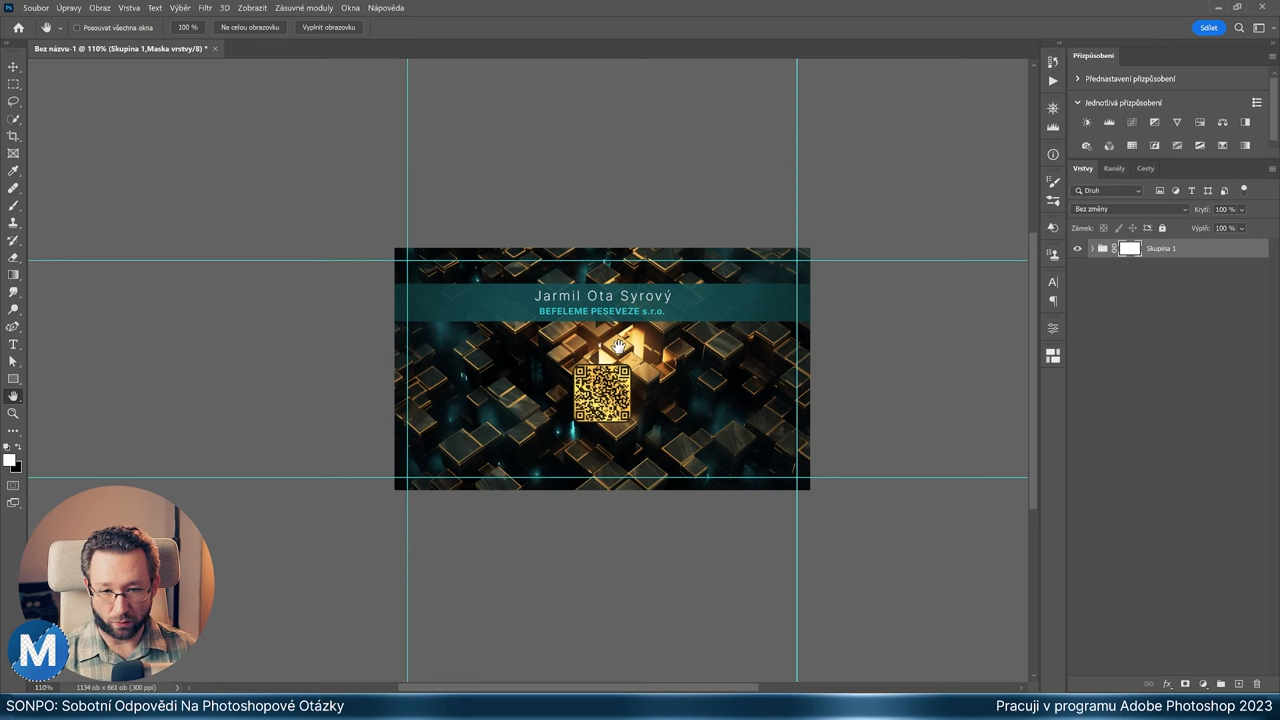 Ps Soubor Úpravy Obraz Vrstva Text Výběr Filtr 3D Zobrazit Zásuvné moduly Okna Nápověda
Posouvat všechna okna 100 % Na celou obrazovku Vyplnit obrazovku Sdílet
Bez názvu-1 @ 110% (Skupina 1,Maska vrstvy/8) *
Přizpůsobení
Přednastavení přizpůsobení
Jednotlivá přizpůsobení
Vrstvy Kanály Cesty
Druh
Bez změny Krytí: 100 %
Zámek: Výplň: 100 %
Skupina 1
Jarmil Ota Syrový
BEFELEME PESEVEZE s.r.o.
M
110% 1134 ob x 661 ob (300 ppi)
SONPO: Sobotní Odpovědi Na Photoshopové Otázky
Pracuji v programu Adobe Photoshop 2023